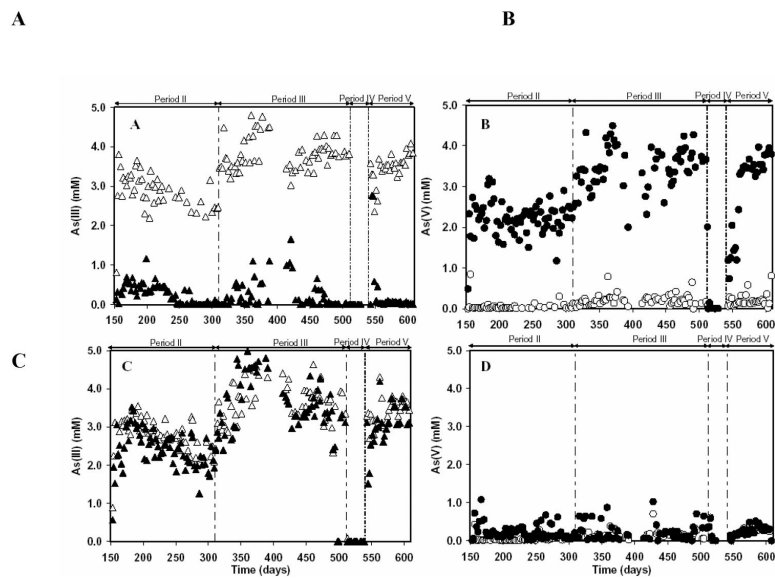 A B
Period II Period III Period IV Period V
Period II Period III Period IV Period V
A
B
As(III) (mM)
5.0
4.0
3.0
2.0
1.0
0.0
150 200 250 300 350 400 450 500 550 600
As(V) (mM)
5.0
4.0
3.0
2.0
1.0
0.0
150 200 250 300 350 400 450 500 550 600
C
Period II Period III Period IV Period V
Period II Period III Period IV Period V
C
D
As(III) (mM)
5.0
4.0
3.0
2.0
1.0
0.0
150 200 250 300 350 400 450 500 550 600
Time (days)
As(V) (mM)
5.0
4.0
3.0
2.0
1.0
0.0
150 200 250 300 350 400 450 500 550 600
Time (days)